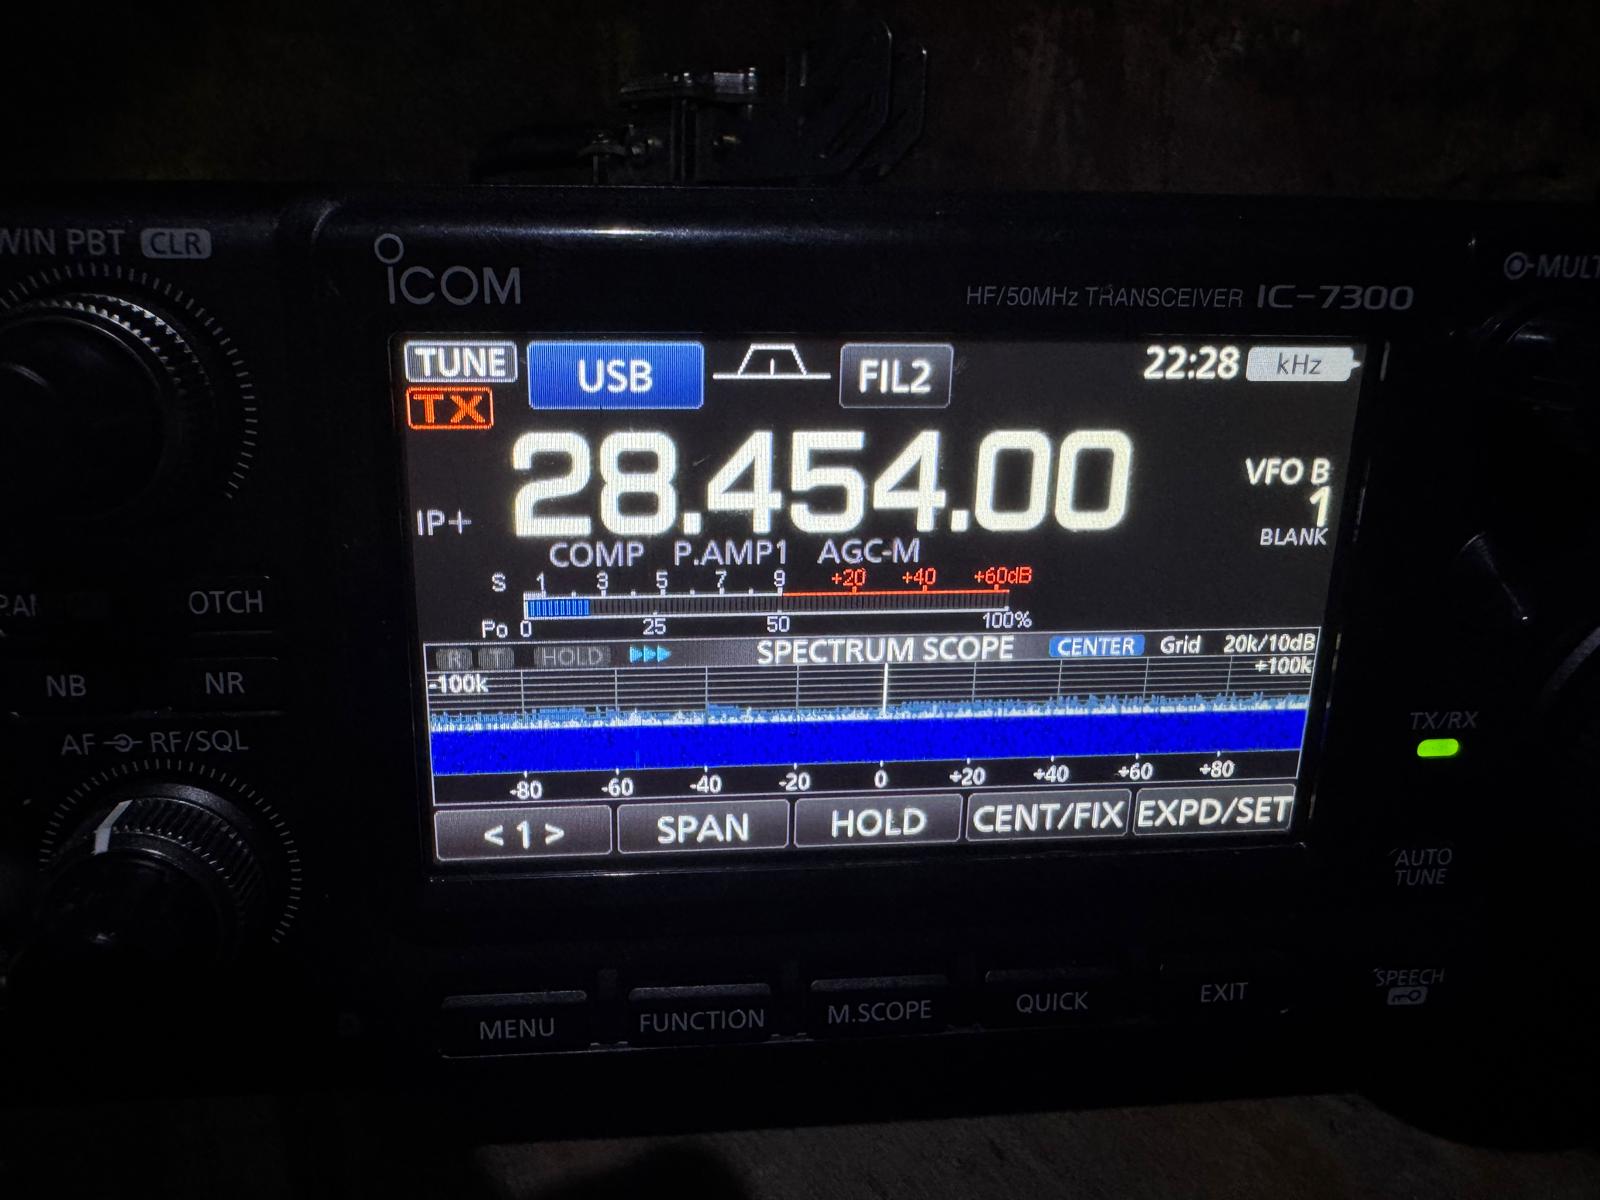 WIN PBT CLR
ICOM
HF/50MHz TRANSCEIVER IC-7300
TUNE USB FIL2 22:28 kHz
TX
28.454.00
IP+
VFO B
1
BLANK
COMP P.AMP1 AGC-M
S 1 3 5 7 9 +20 +40 +60dB
Po 0 25 50 100%
R T HOLD SPECTRUM SCOPE CENTER Grid 20k/10dB
-100k +100k
-80 -60 -40 -20 0 +20 +40 +60 +80
< 1 > SPAN HOLD CENT/FIX EXPD/SET
OTCH
NB NR
AF RF/SQL
TX/RX
AUTO
TUNE
SPEECH
MENU FUNCTION M.SCOPE QUICK EXIT